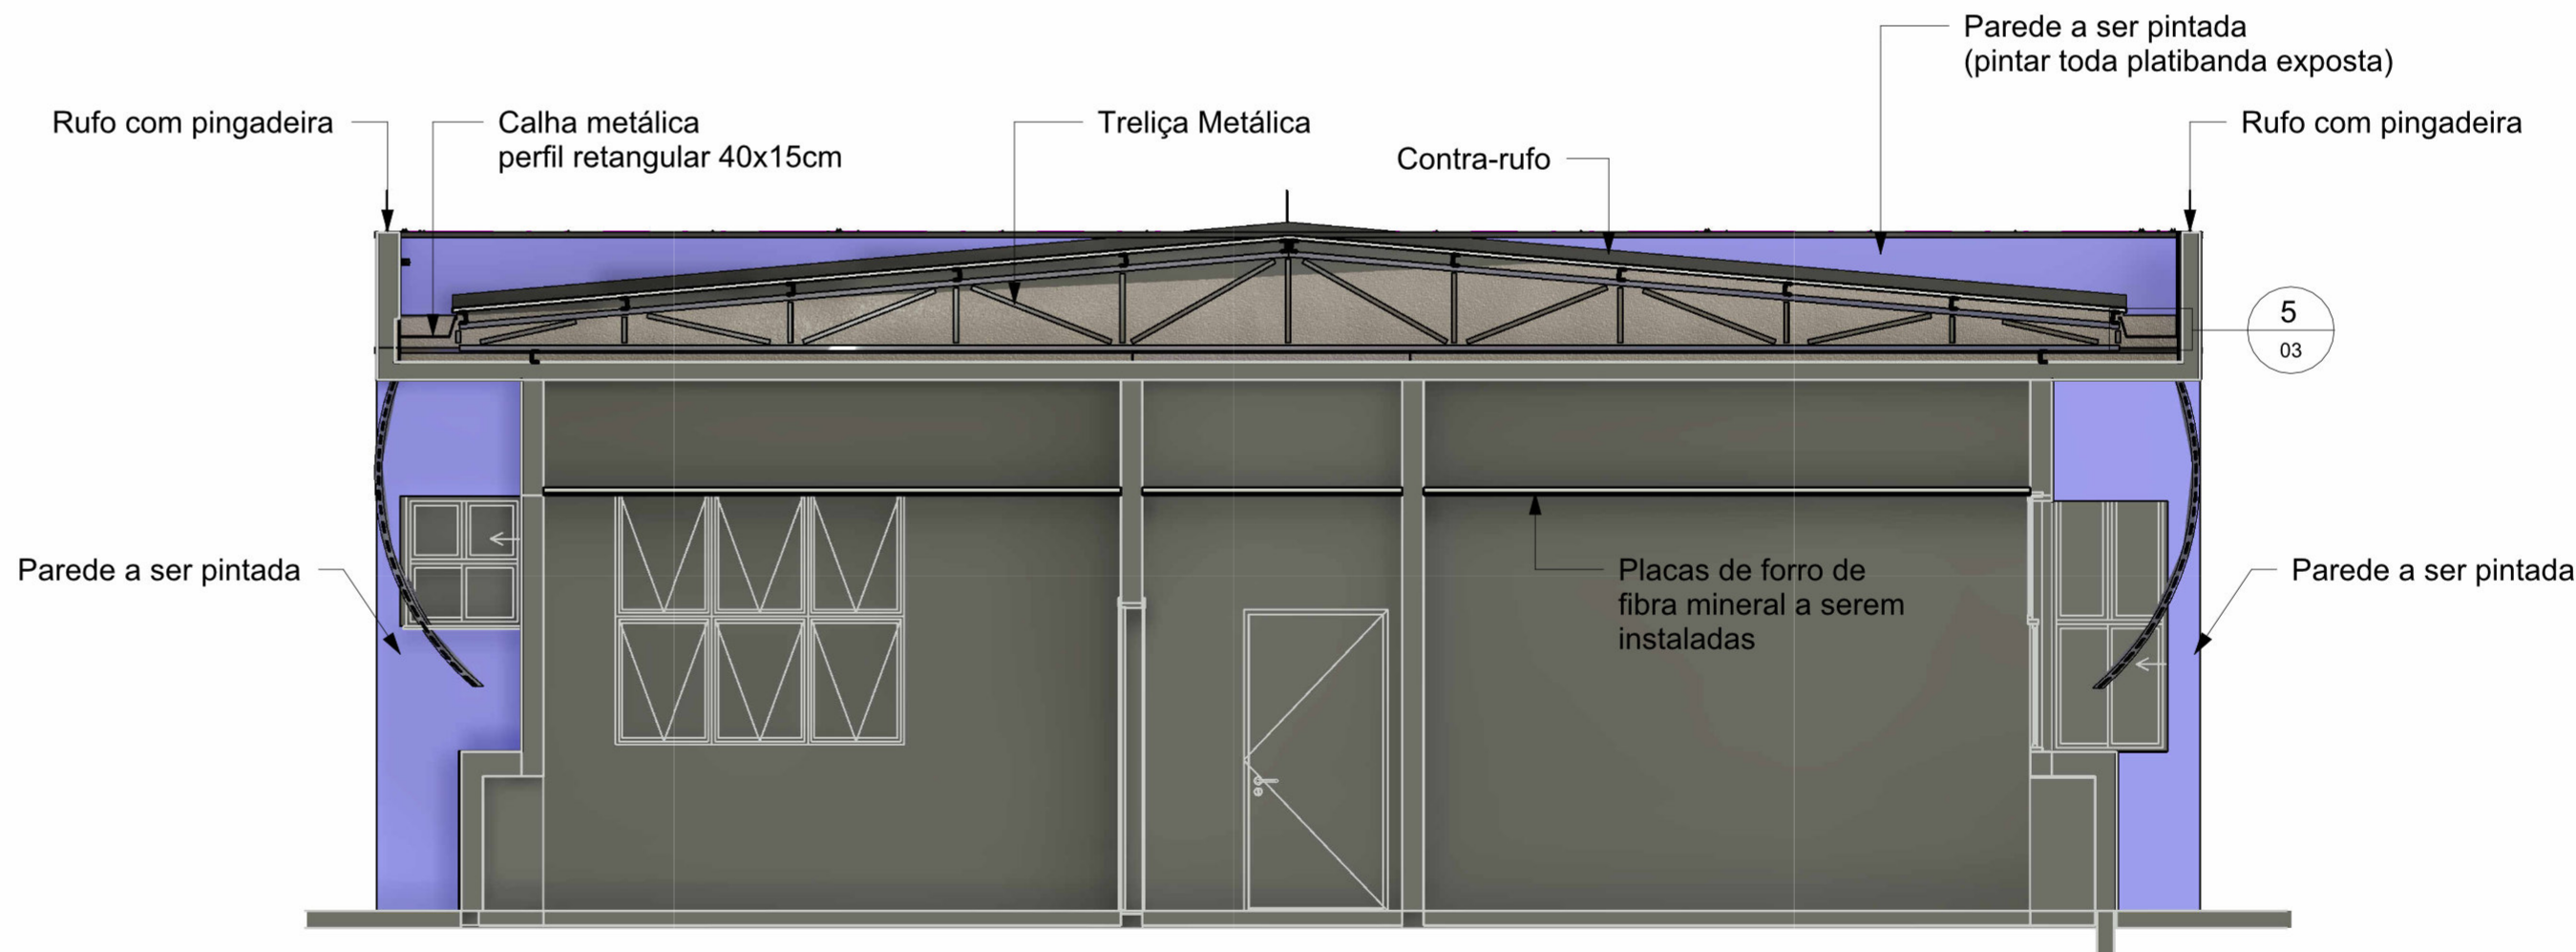 Parede a ser pintada
(pintar toda platibanda exposta)
Rufo com pingadeira
Calha metálica
perfil retangular 40x15cm
Treliça Metálica
Contra-rufo
Rufo com pingadeira
5
03
Parede a ser pintada
Placas de forro de
fibra mineral a serem
instaladas
Parede a ser pintada